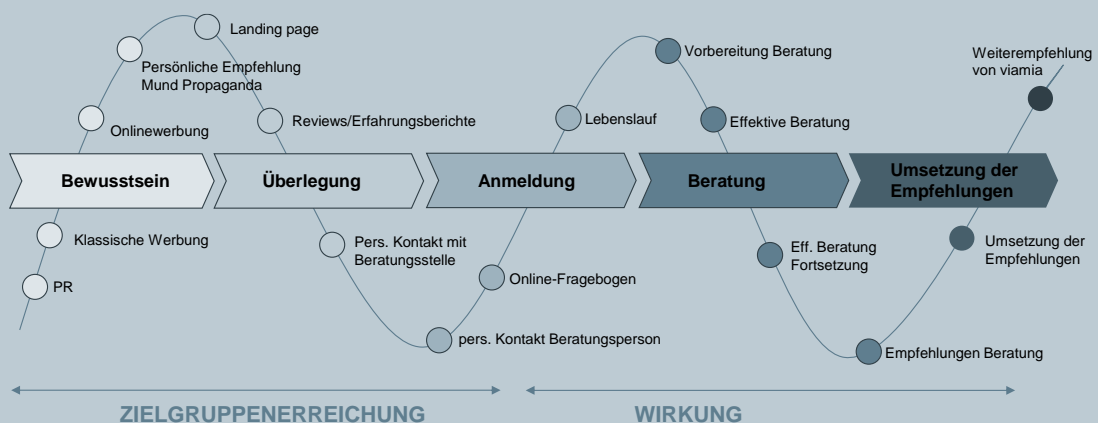 Landing page
Persönliche Empfehlung
Mund Propaganda
Onlinewerbung
Reviews/Erfahrungsberichte
Vorbereitung Beratung
Lebenslauf
Effektive Beratung
Weiterempfehlung
von viamia
Bewusstsein
Überlegung
Anmeldung
Beratung
Umsetzung der
Empfehlungen
Klassische Werbung
PR
Pers. Kontakt mit
Beratungsstelle
Online-Fragebogen
pers. Kontakt Beratungsperson
Eff. Beratung
Fortsetzung
Umsetzung der
Empfehlungen
Empfehlungen Beratung
ZIELGRUPPENERREICHUNG
WIRKUNG